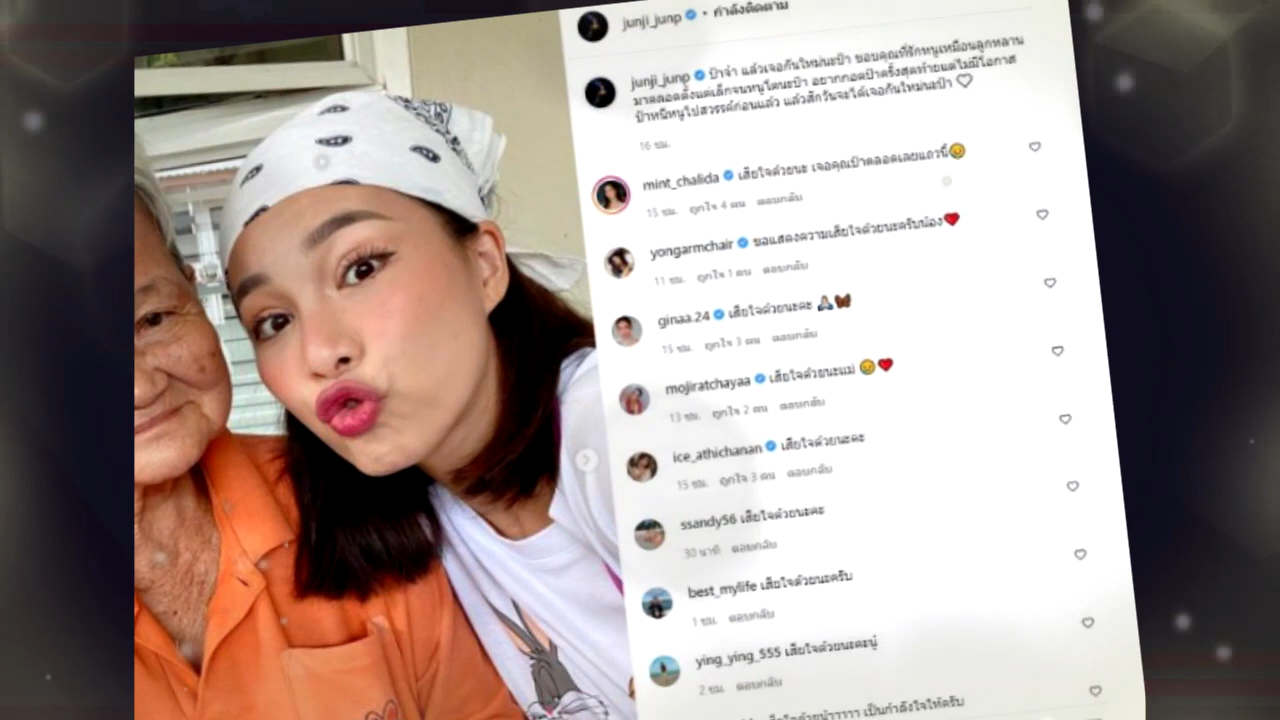 junji_junp • กำลังติดตาม
junji_junp ป๊าจ๋า แล้วเจอกันใหม่นะป๊า ขอบคุณที่รักหนูเหมือนลูกหลาน
มาตลอดตั้งแต่เด็กจนหนูโตนะป๊า อยากกอดป๊าครั้งสุดท้ายแต่ไม่มีโอกาส
ป๊าหนีหนูไปสวรรค์ก่อนแล้ว แล้วสักวันจะได้เจอกันใหม่นะป๊า 🤍
16 ชม.
mint_chalida เสียใจด้วยนะ เจอคุณป๊าตลอดเลยแถวนี้🥲
15 ชม. ถูกใจ 4 คน ตอบกลับ
yongarmchair ขอแสดงความเสียใจด้วยนะครับน้อง❤️
11 ชม. ถูกใจ 1 คน ตอบกลับ
ginaa.24 เสียใจด้วยนะคะ
15 ชม. ถูกใจ 3 คน ตอบกลับ
mojiratchayaa เสียใจด้วยนะแม่ 🥲❤️
13 ชม. ถูกใจ 2 คน ตอบกลับ
ice_athichanan เสียใจด้วยนะคะ
15 ชม. ถูกใจ 3 คน ตอบกลับ
ssandy56 เสียใจด้วยนะคะ
30 นาที ตอบกลับ
best_mylife เสียใจด้วยนะครับ
1 ชม. ตอบกลับ
ying_ying_555 เสียใจด้วยนะคะหนู๋
2 ชม. ตอบกลับ
เป็นกำลังใจให้ครับ